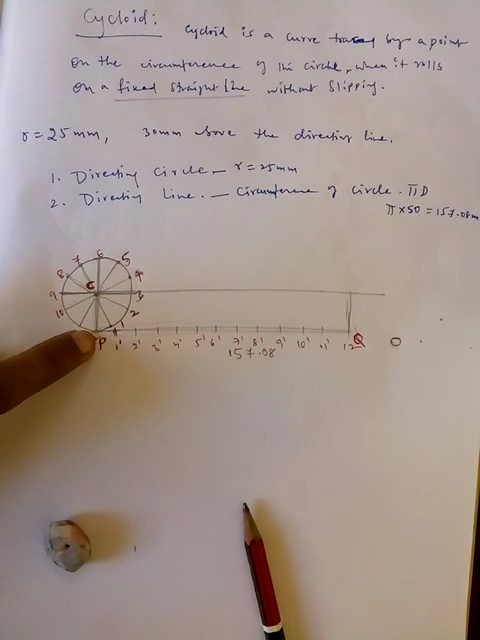 Cycloid:
Cycloid is a curve traced by a point
on the circumference of the circle, when it rolls
on a fixed straight line without slipping.
r=25mm, 30mm above the directing line.
1. Directing circle - r=25mm
2. Directing Line. - Circumference of circle. πD
π×50=157.08m
6
7 5
8 4
C
9 3
10 2
1
P 1' 2' 3' 4' 5' 6' 7' 8' 9' 10' 11' 12 Q O
157.08